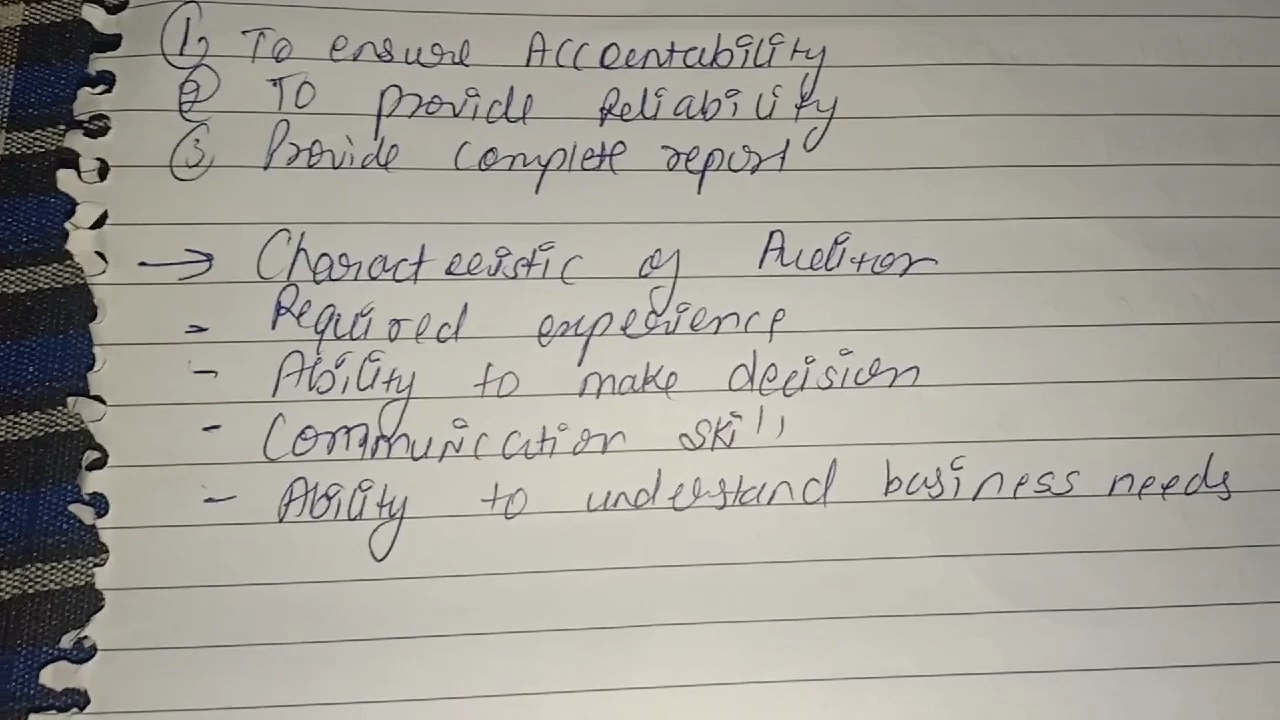 ① To ensure Accountability
② To provide Reliability
③ Provide complete report
→ Characteristic of Auditor
- Required experience
- Ability to make decision
- Communication skill
- Ability to understand business needs